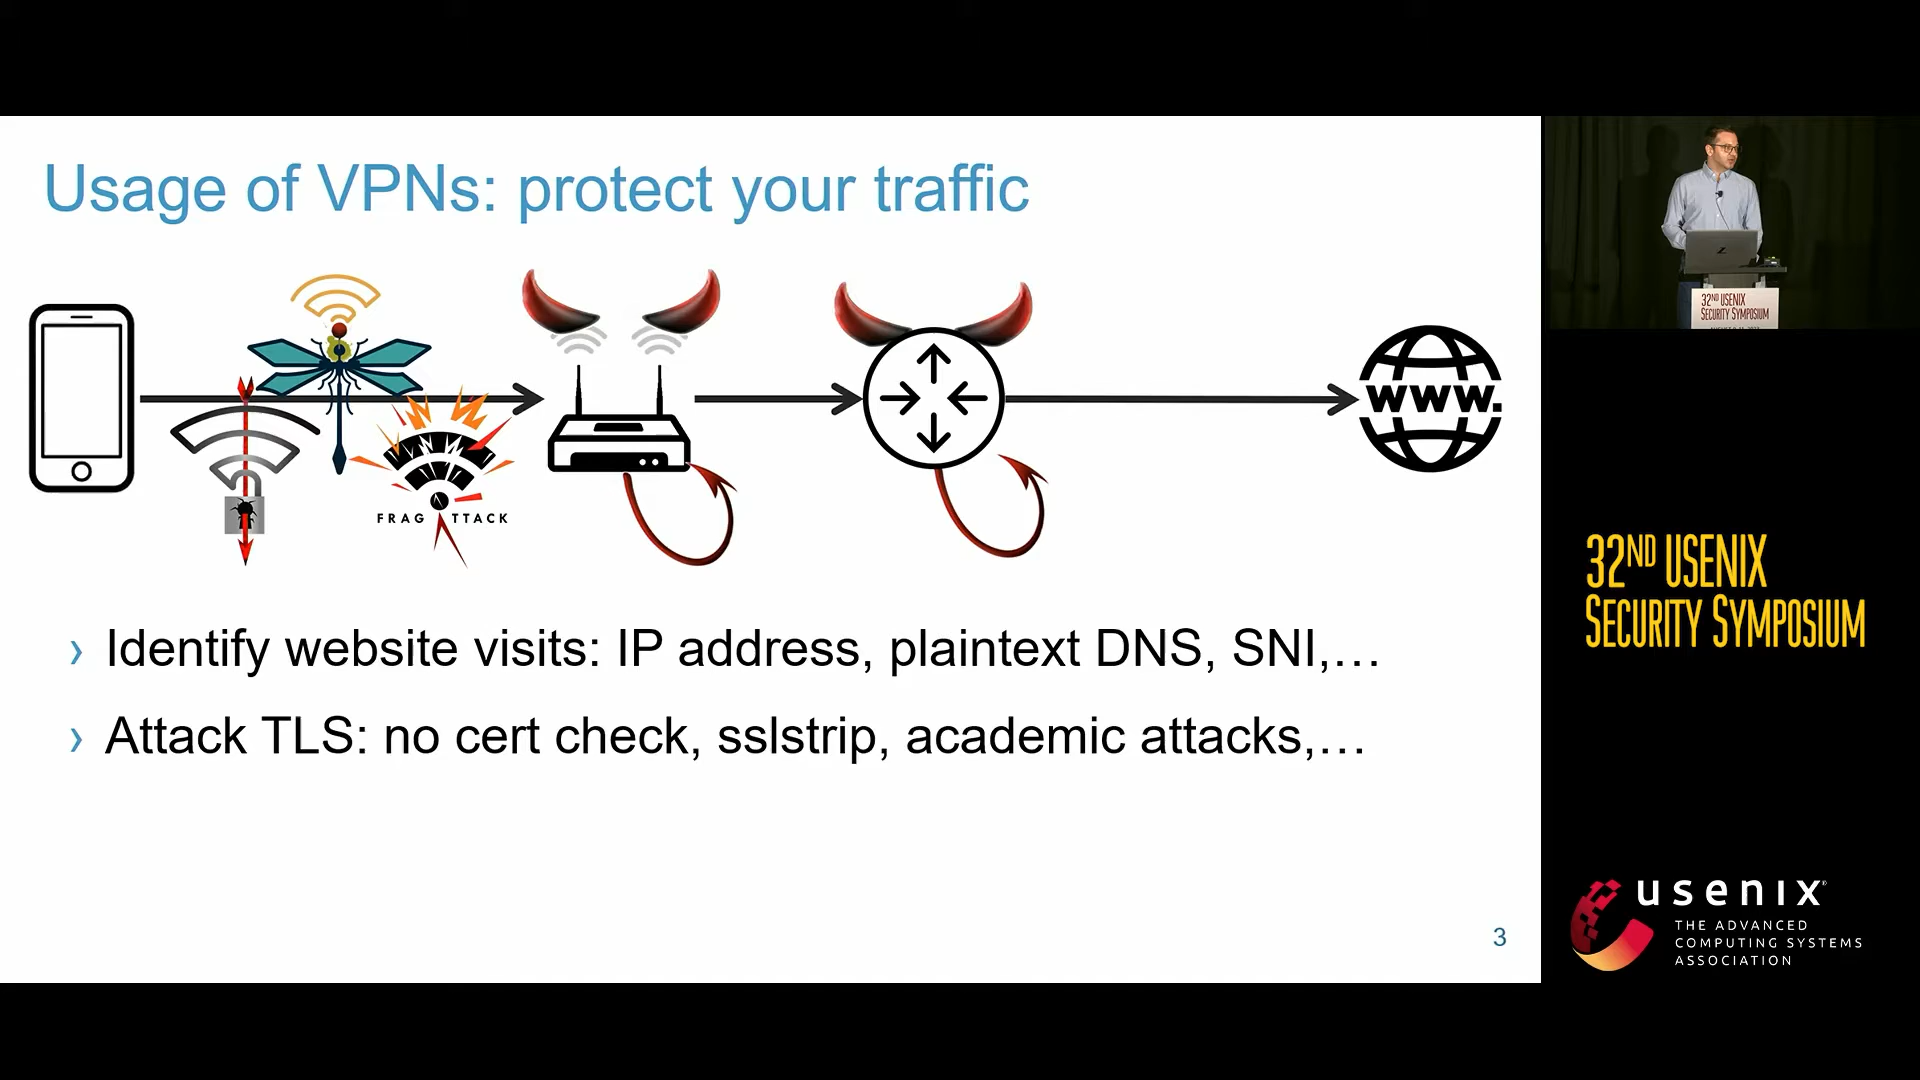 Usage of VPNs: protect your traffic
www.
FRAG TTACK
› Identify website visits: IP address, plaintext DNS, SNI,…
› Attack TLS: no cert check, sslstrip, academic attacks,…
3
32ND USENIX
SECURITY SYMPOSIUM
32ND USENIX
SECURITY SYMPOSIUM
usenix®
THE ADVANCED
COMPUTING SYSTEMS
ASSOCIATION